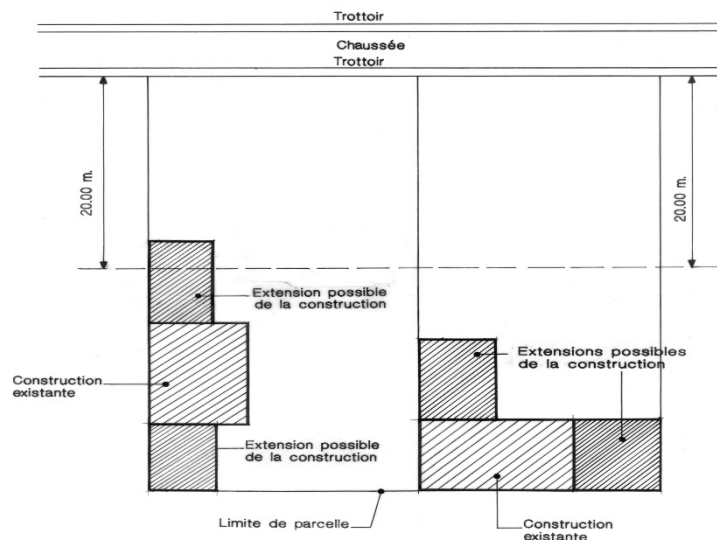 Trottoir
Chaussée
Trottoir
20.00 m.
20.00 m.
Extension possible
de la construction
Extensions possibles
de la construction
Construction
existante
Extension possible
de la construction
Limite de parcelle
Construction
existante